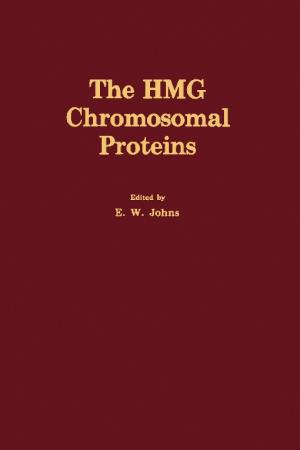 The HMG
Chromosomal
Proteins
Edited by
E. W. Johns